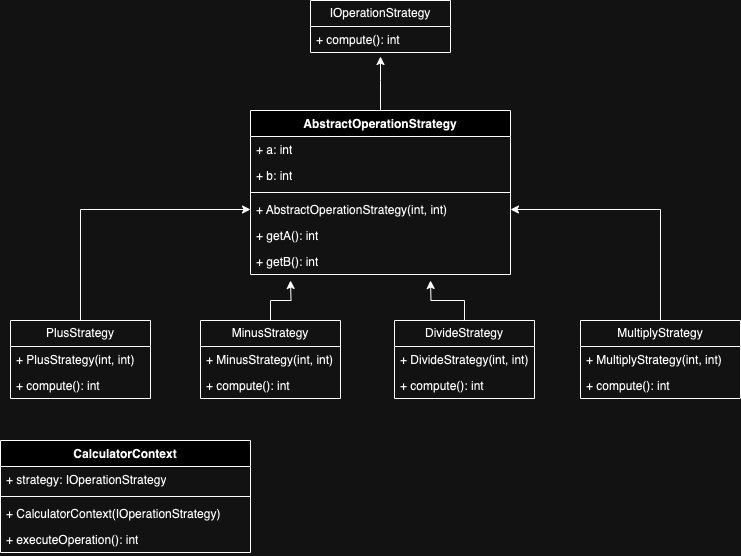 IOperationStrategy
+ compute(): int
AbstractOperationStrategy
+ a: int
+ b: int
+ AbstractOperationStrategy(int, int)
+ getA(): int
+ getB(): int
PlusStrategy
+ PlusStrategy(int, int)
+ compute(): int
MinusStrategy
+ MinusStrategy(int, int)
+ compute(): int
DivideStrategy
+ DivideStrategy(int, int)
+ compute(): int
MultiplyStrategy
+ MultiplyStrategy(int, int)
+ compute(): int
CalculatorContext
+ strategy: IOperationStrategy
+ CalculatorContext(IOperationStrategy)
+ executeOperation(): int